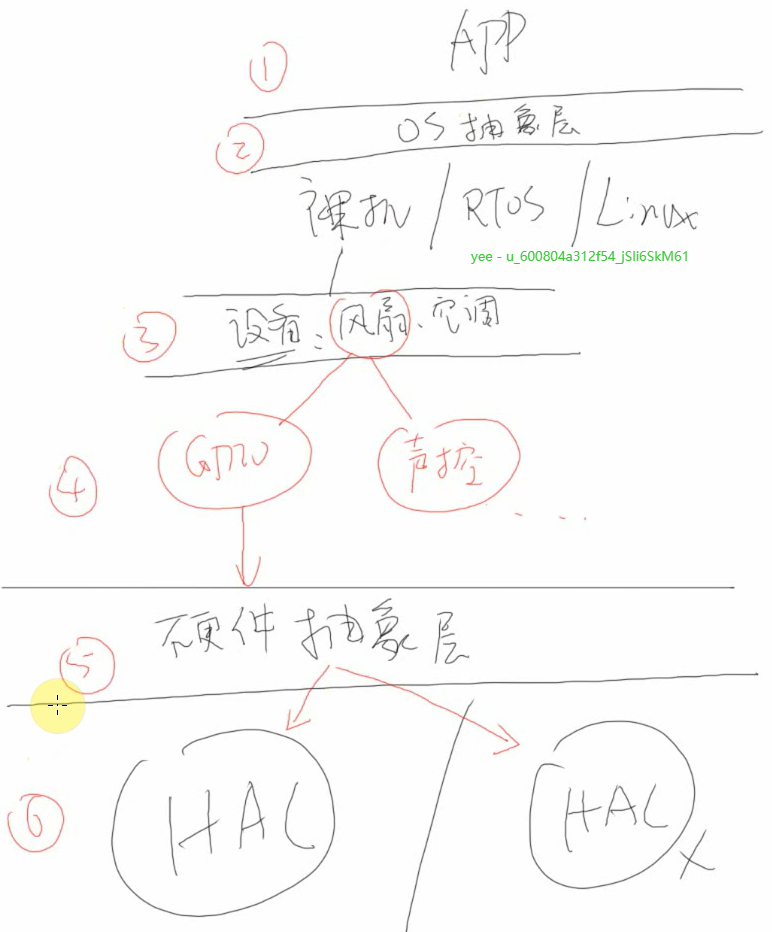 ① APP
② OS 抽象层
裸机 / RTOS / Linux
yee - u_600804a312f54_jSIi6SkM61
③ 设备：风扇、空调
④ GPIO 声控 . . . .
⑤ 硬件抽象层
⑥ HAL HAL x